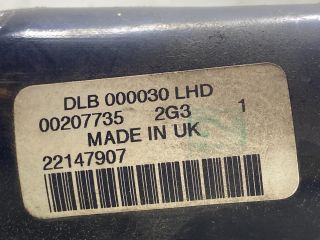 DLB 000030 LHD
00207735 2G3 1
MADE IN UK
22147907